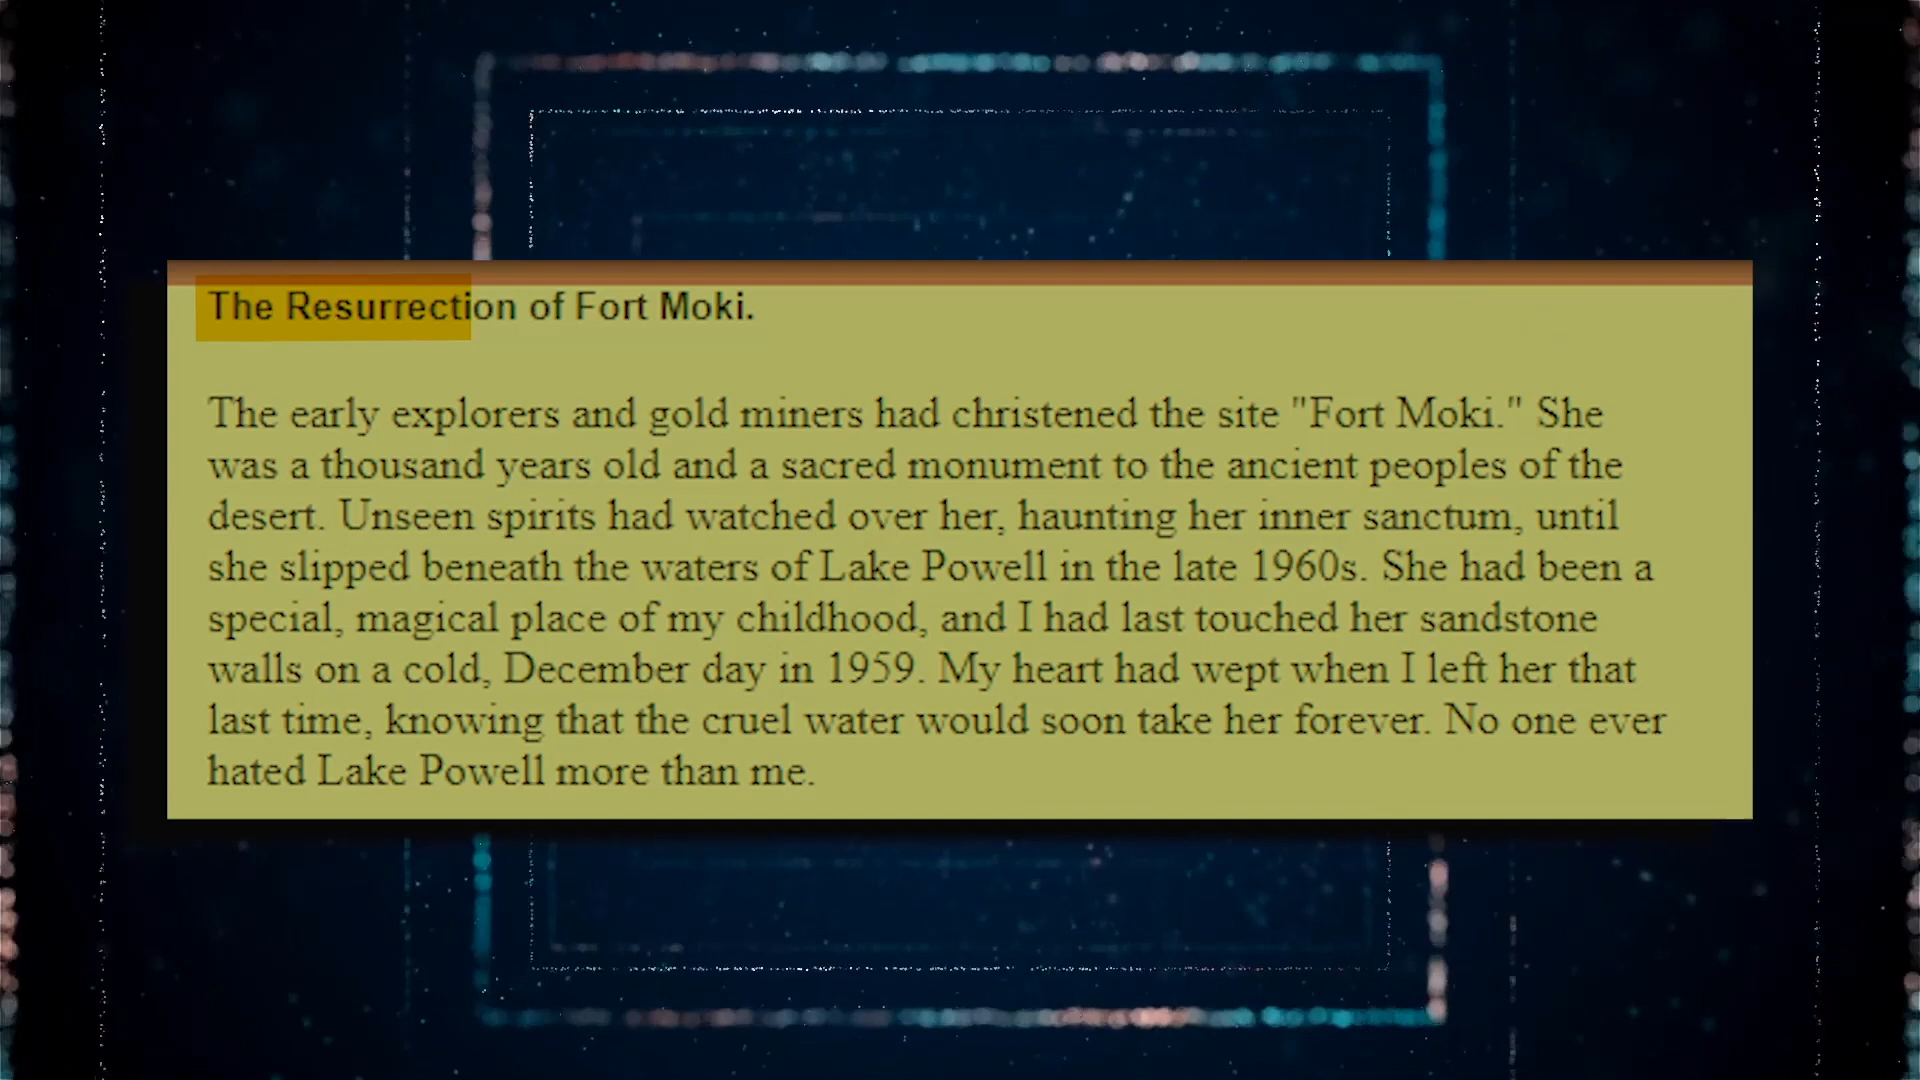 The Resurrection of Fort Moki.
The early explorers and gold miners had christened the site "Fort Moki." She
was a thousand years old and a sacred monument to the ancient peoples of the
desert. Unseen spirits had watched over her, haunting her inner sanctum, until
she slipped beneath the waters of Lake Powell in the late 1960s. She had been a
special, magical place of my childhood, and I had last touched her sandstone
walls on a cold, December day in 1959. My heart had wept when I left her that
last time, knowing that the cruel water would soon take her forever. No one ever
hated Lake Powell more than me.